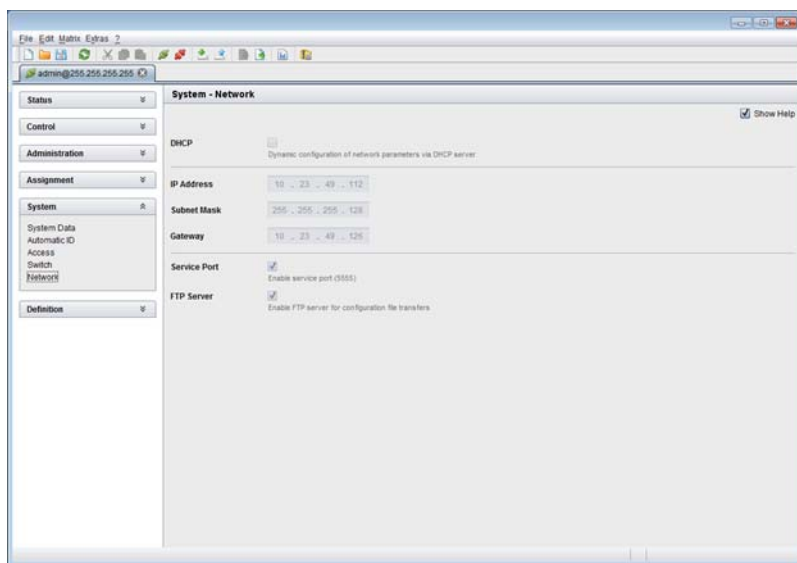 File Edit Matrix Extras ?
admin@255.255.255.255
Status
Control
Administration
Assignment
System
System Data
Automatic ID
Access
Switch
Network
Definition
System - Network
Show Help
DHCP
Dynamic configuration of network parameters via DHCP server
IP Address 10 . 23 . 49 . 112
Subnet Mask 255 . 255 . 255 . 128
Gateway 10 . 23 . 49 . 126
Service Port
Enable service port (5555)
FTP Server
Enable FTP server for configuration file transfers